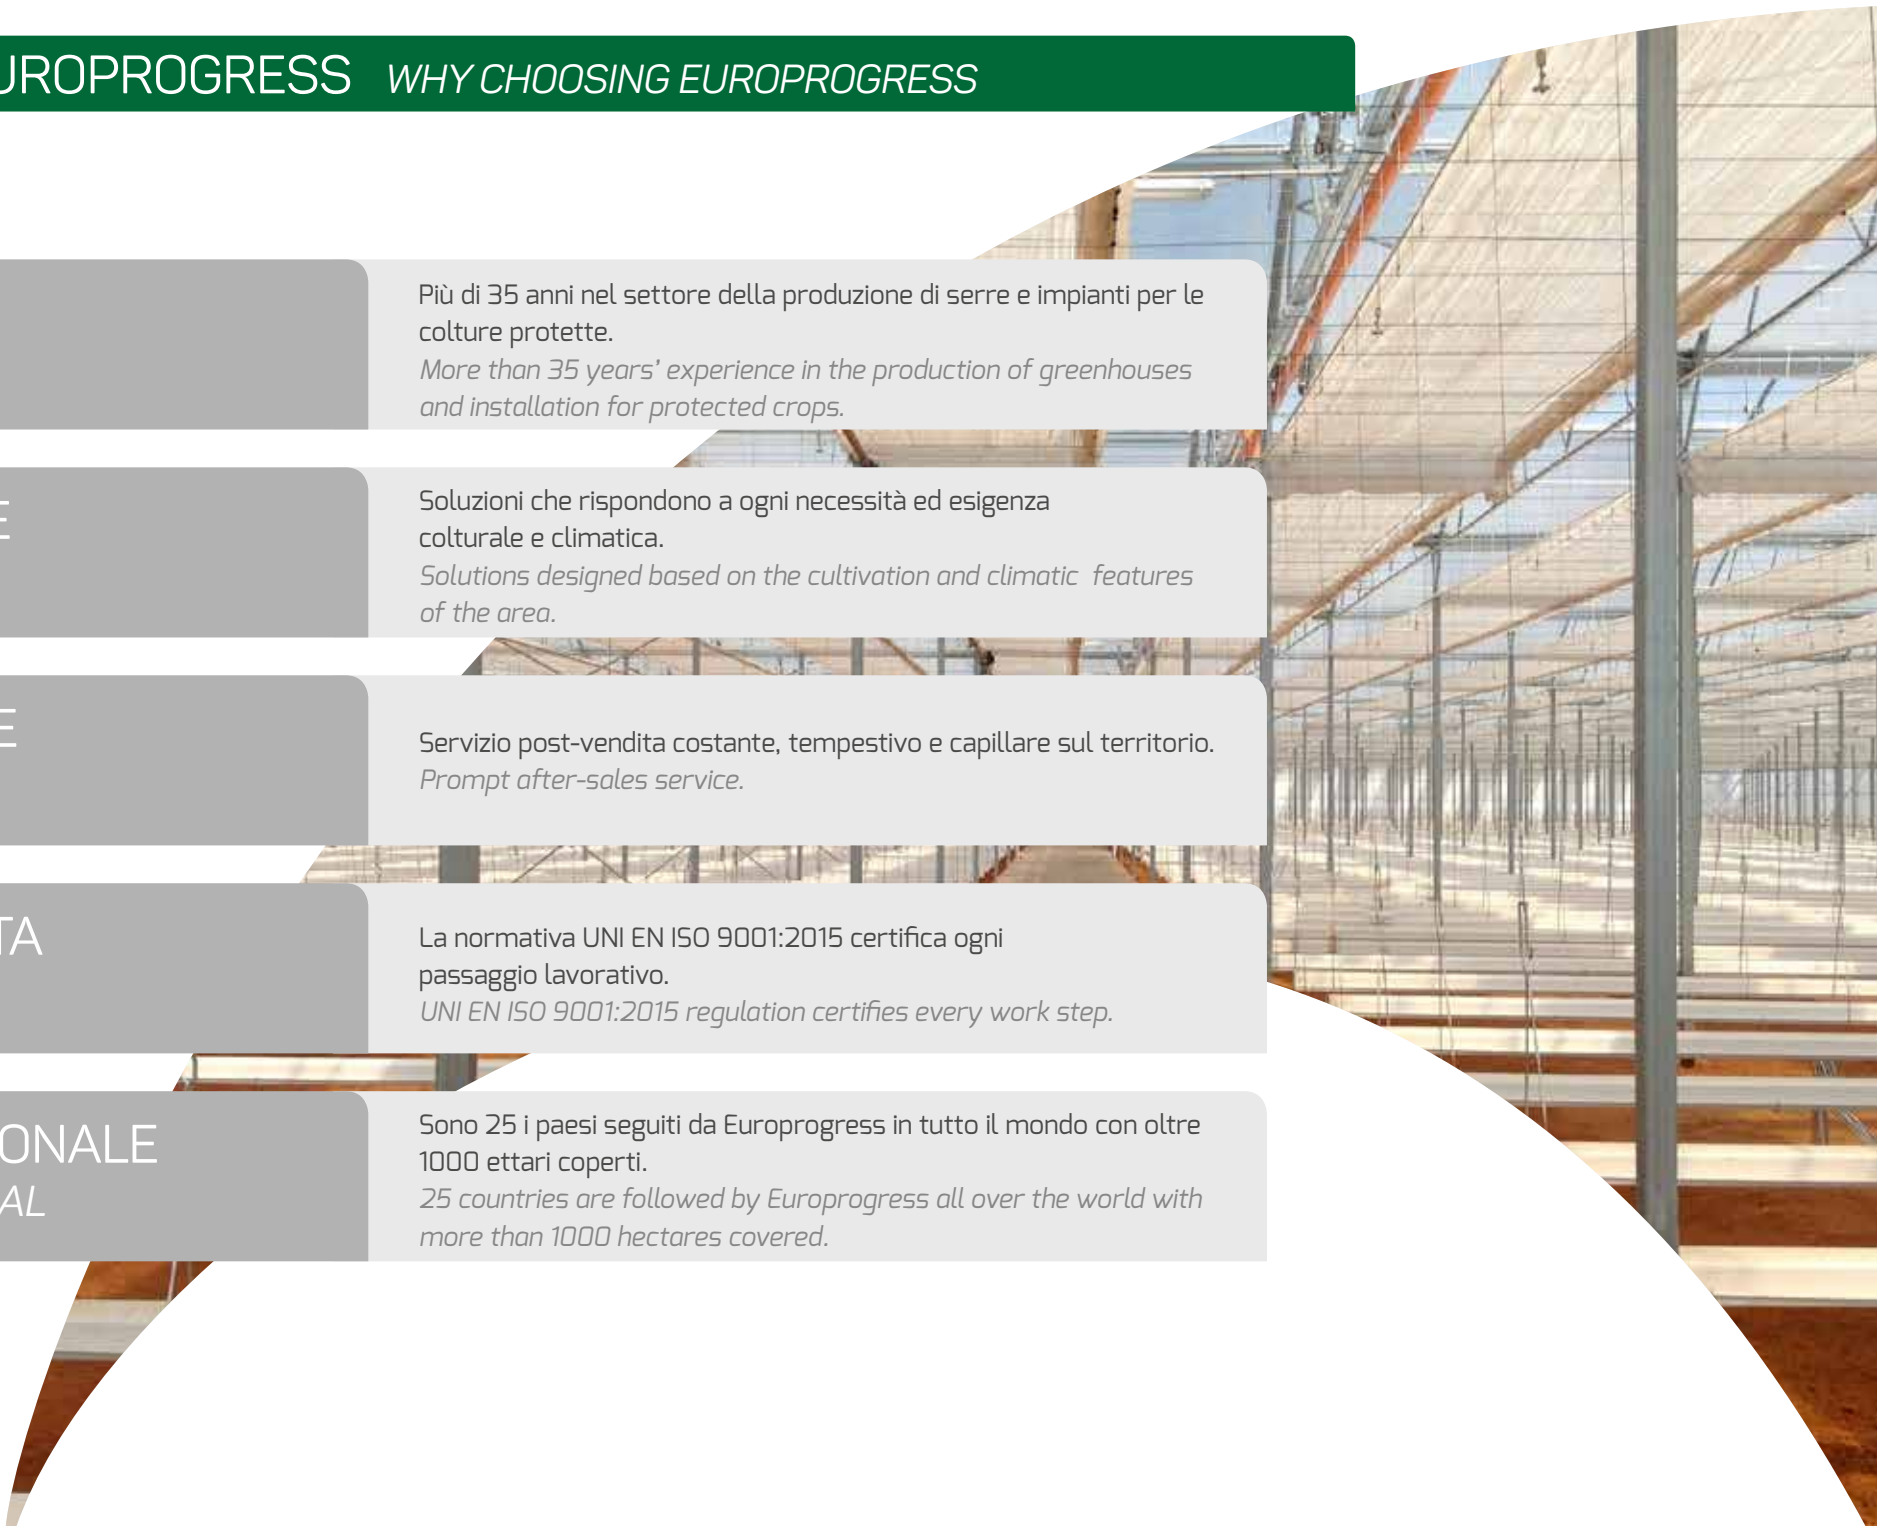 UROPROGRESS WHY CHOOSING EUROPROGRESS
Più di 35 anni nel settore della produzione di serre e impianti per le
colture protette.
More than 35 years' experience in the production of greenhouses
and installation for protected crops.
E
Soluzioni che rispondono a ogni necessità ed esigenza
colturale e climatica.
Solutions designed based on the cultivation and climatic features
of the area.
E
Servizio post-vendita costante, tempestivo e capillare sul territorio.
Prompt after-sales service.
TA
La normativa UNI EN ISO 9001:2015 certifica ogni
passaggio lavorativo.
UNI EN ISO 9001:2015 regulation certifies every work step.
ONALE
AL
Sono 25 i paesi seguiti da Europrogress in tutto il mondo con oltre
1000 ettari coperti.
25 countries are followed by Europrogress all over the world with
more than 1000 hectares covered.